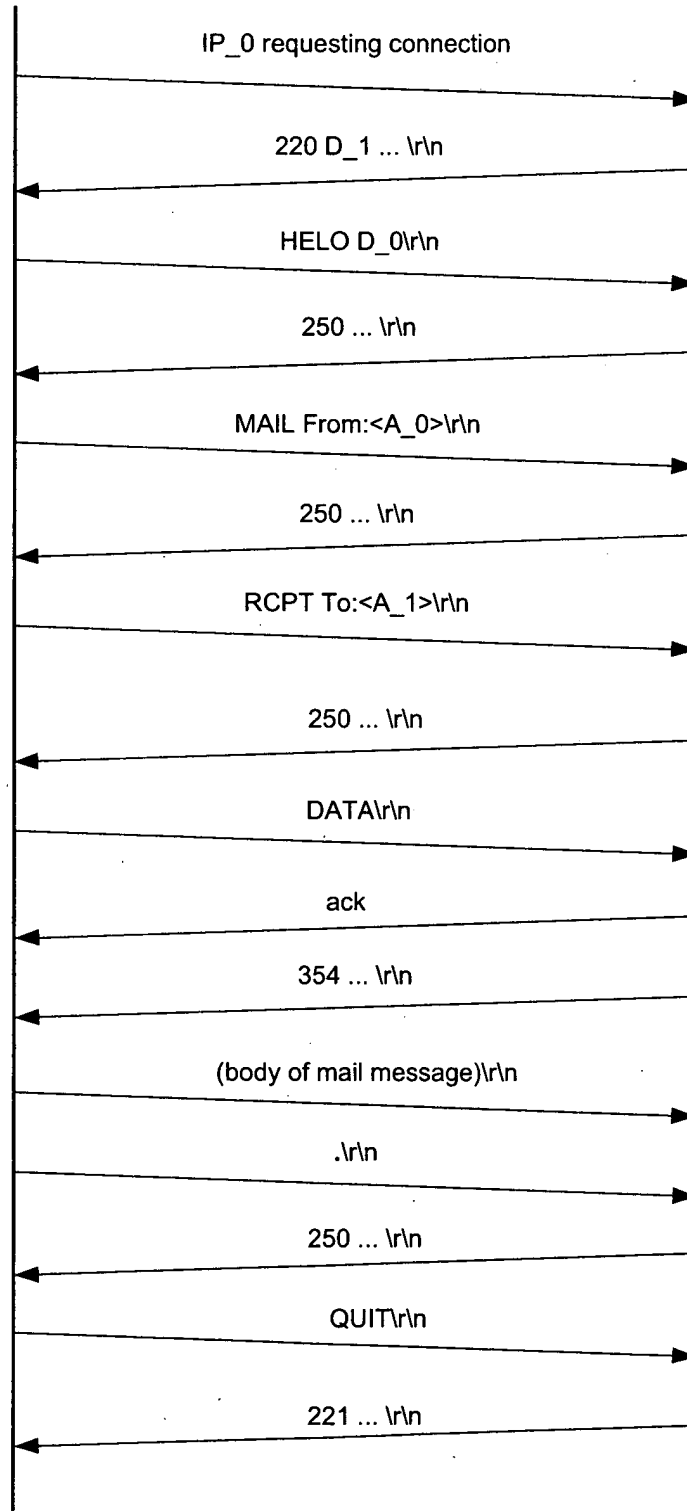 IP_0 requesting connection
220 D_1 ... \r\n
HELO D_0\r\n
250 ... \r\n
MAIL From:<A_0>\r\n
250 ... \r\n
RCPT To:<A_1>\r\n
250 ... \r\n
DATA\r\n
ack
354 ... \r\n
(body of mail message)\r\n
.\r\n
250 ... \r\n
QUIT\r\n
221 ... \r\n